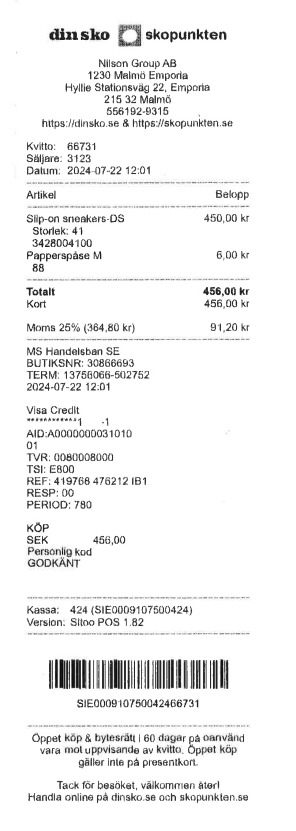 din sko skopunkten
Nilson Group AB
1230 Malmö Emporia
Hyllie Stationsväg 22, Emporia
215 32 Malmö
556192-9315
https://dinsko.se & https://skopunkten.se
Kvitto: 66731
Säljare: 3123
Datum: 2024-07-22 12:01
Artikel Belopp
Slip-on sneakers-DS 450,00 kr
Storlek: 41
3428004100
Papperspåse M 6,00 kr
88
Totalt 456,00 kr
Kort 456,00 kr
Moms 25% (364,80 kr) 91,20 kr
MS Handelsban SE
BUTIKSNR: 30866693
TERM: 13756066-502752
2024-07-22 12:01
Visa Credit
************1 -1
AID:A0000000031010
01
TVR: 0080008000
TSI: E800
REF: 419768 476212 IB1
RESP: 00
PERIOD: 780
KÖP
SEK 456,00
Personlig kod
GODKÄNT
Kassa: 424 (SIE0009107500424)
Version: Sitoo POS 1.82
SIE000910750042466731
Öppet köp & bytesrätt i 60 dagar på oanvänd
vara mot uppvisande av kvitto. Öppet köp
gäller inte på presentkort.
Tack för besöket, välkommen åter!
Handla online på dinsko.se och skopunkten.se